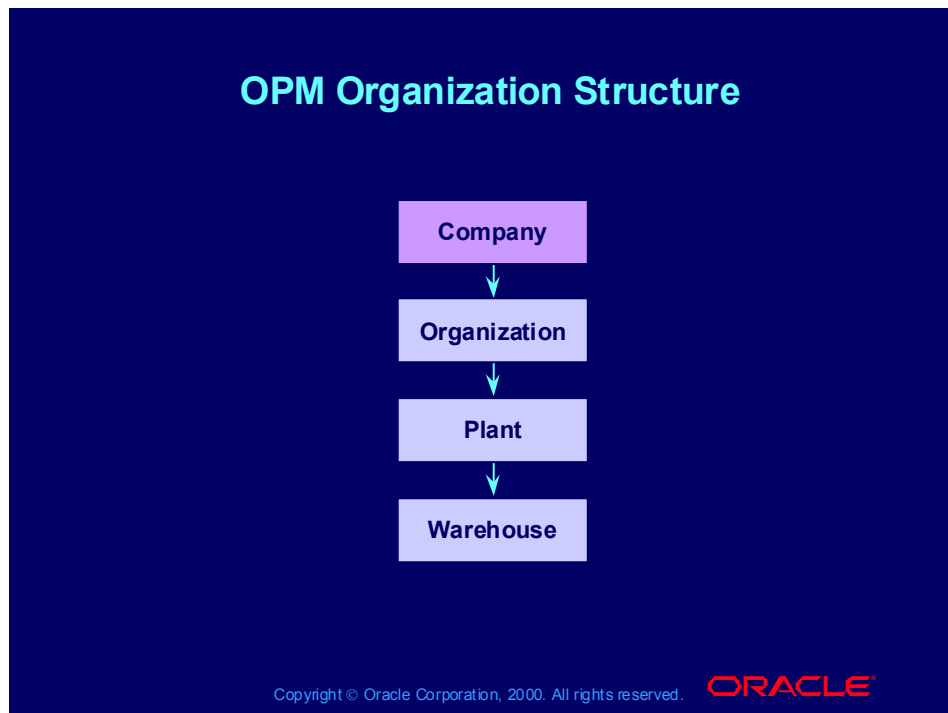 OPM Organization Structure
Company
Organization
Plant
Warehouse
Copyright © Oracle Corporation, 2000. All rights reserved.
ORACLE®